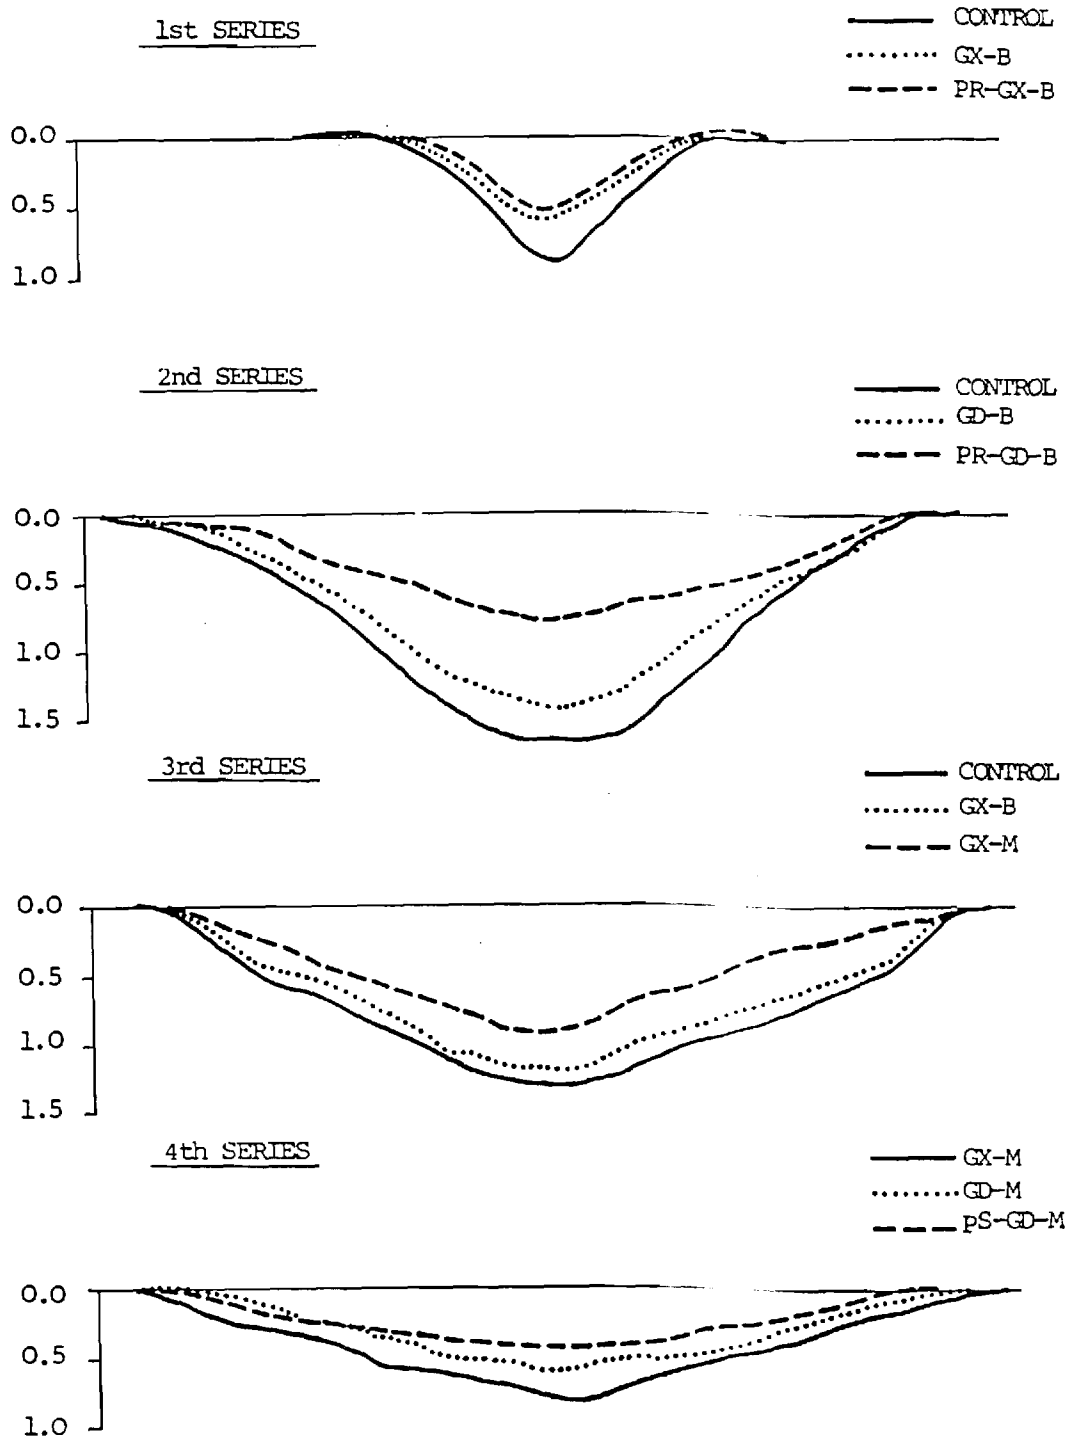 1st SERIES
CONTROL
GX-B
PR-GX-B
0.0
0.5
1.0
2nd SERIES
CONTROL
GD-B
PR-GD-B
0.0
0.5
1.0
1.5
3rd SERIES
CONTROL
GX-B
GX-M
0.0
0.5
1.0
1.5
4th SERIES
GX-M
GD-M
pS-GD-M
0.0
0.5
1.0